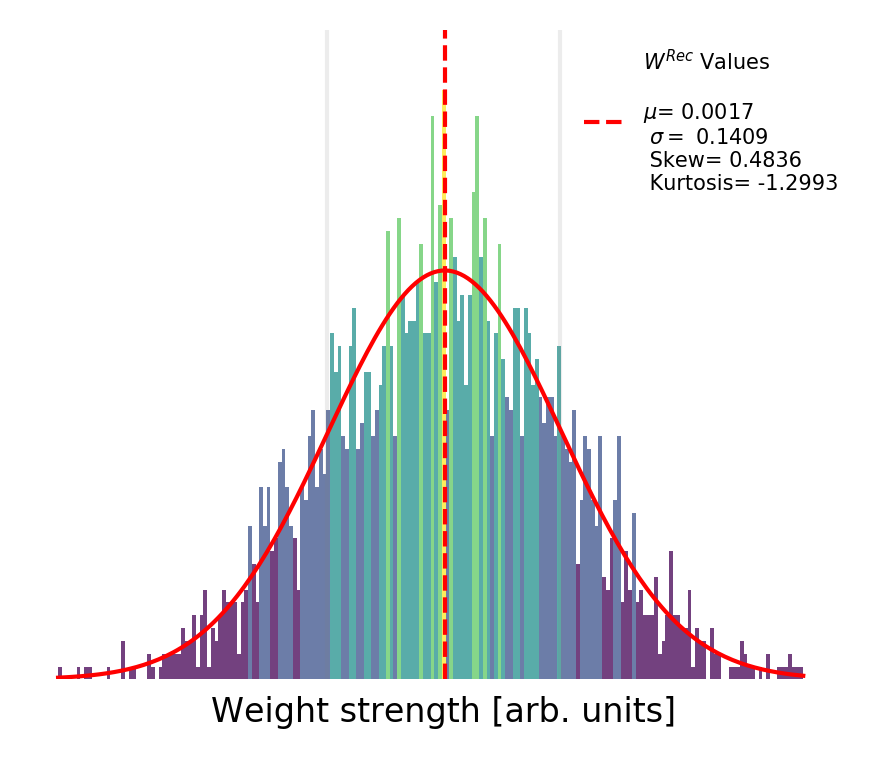 W^Rec Values
μ= 0.0017
σ = 0.1409
Skew= 0.4836
Kurtosis= -1.2993
Weight strength [arb. units]